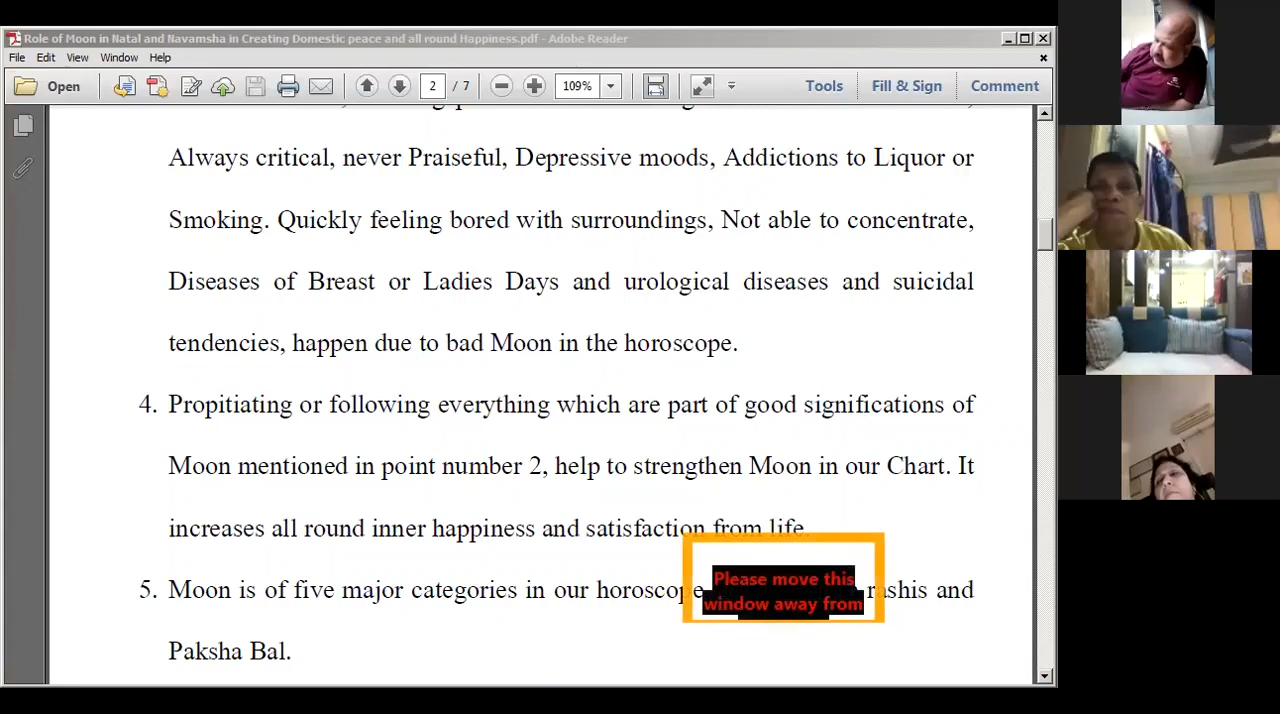 Role of Moon in Natal and Navamsha in Creating Domestic peace and all round Happiness.pdf - Adobe Reader
File Edit View Window Help
Open 2 / 7 109% Tools Fill & Sign Comment
Always critical, never Praiseful, Depressive moods, Addictions to Liquor or
Smoking. Quickly feeling bored with surroundings, Not able to concentrate,
Diseases of Breast or Ladies Days and urological diseases and suicidal
tendencies, happen due to bad Moon in the horoscope.
4. Propitiating or following everything which are part of good significations of
Moon mentioned in point number 2, help to strengthen Moon in our Chart. It
increases all round inner happiness and satisfaction from life.
5. Moon is of five major categories in our horoscope rashis and
Please move this
window away from
Paksha Bal.